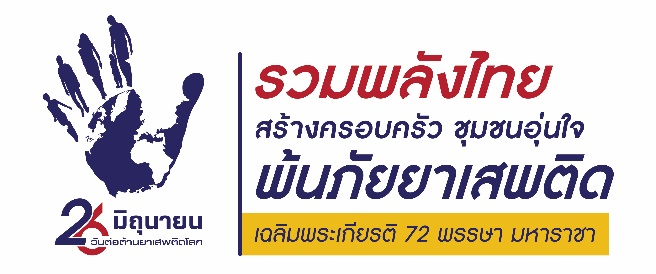 รวมพลังไทย
สร้างครอบครัว ชุมชนอุ่นใจ
พ้นภัยยาเสพติด
เฉลิมพระเกียรติ 72 พรรษา มหาราชา
26 มิถุนายน
วันต่อต้านยาเสพติดโลก